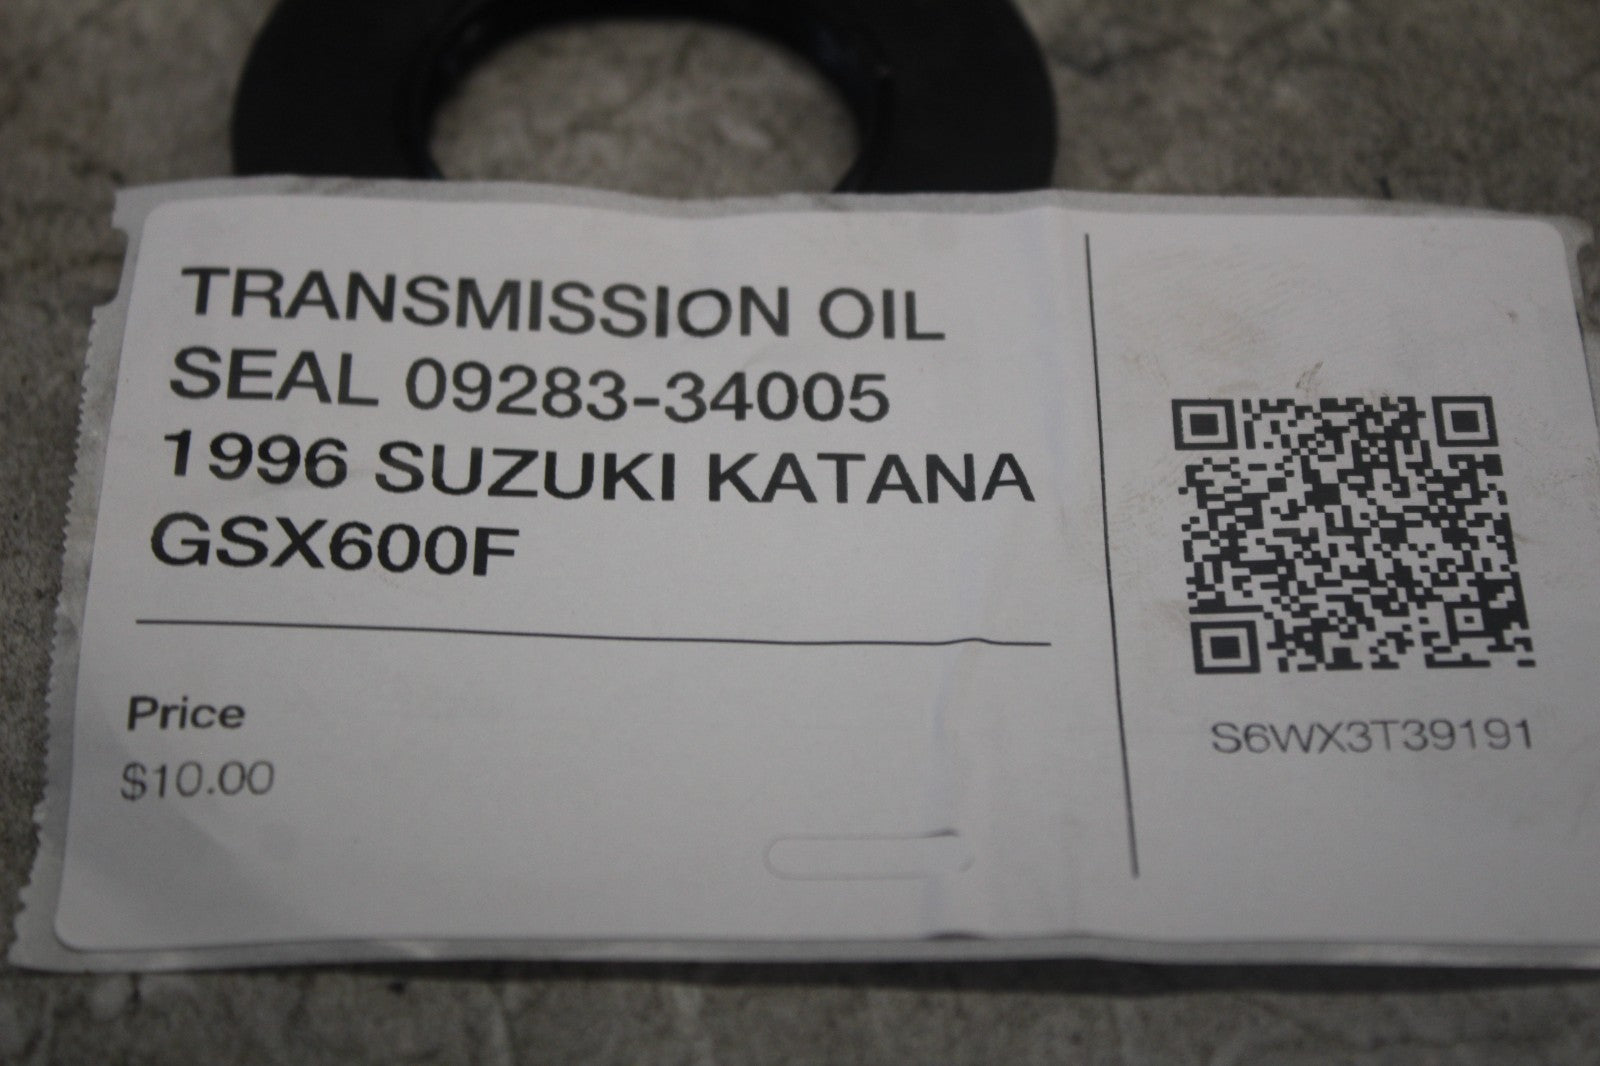 TRANSMISSION OIL
SEAL 09283-34005
1996 SUZUKI KATANA
GSX600F
Price
$10.00
S6WX3T39191